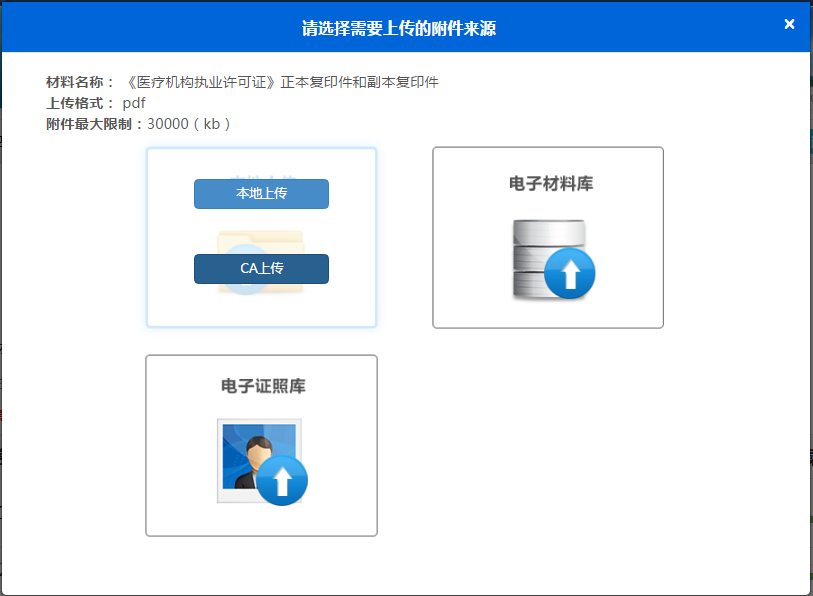 请选择需要上传的附件来源
×
材料名称： 《医疗机构执业许可证》正本复印件和副本复印件
上传格式： pdf
附件最大限制：30000（kb）
本地上传
CA上传
电子材料库
电子证照库